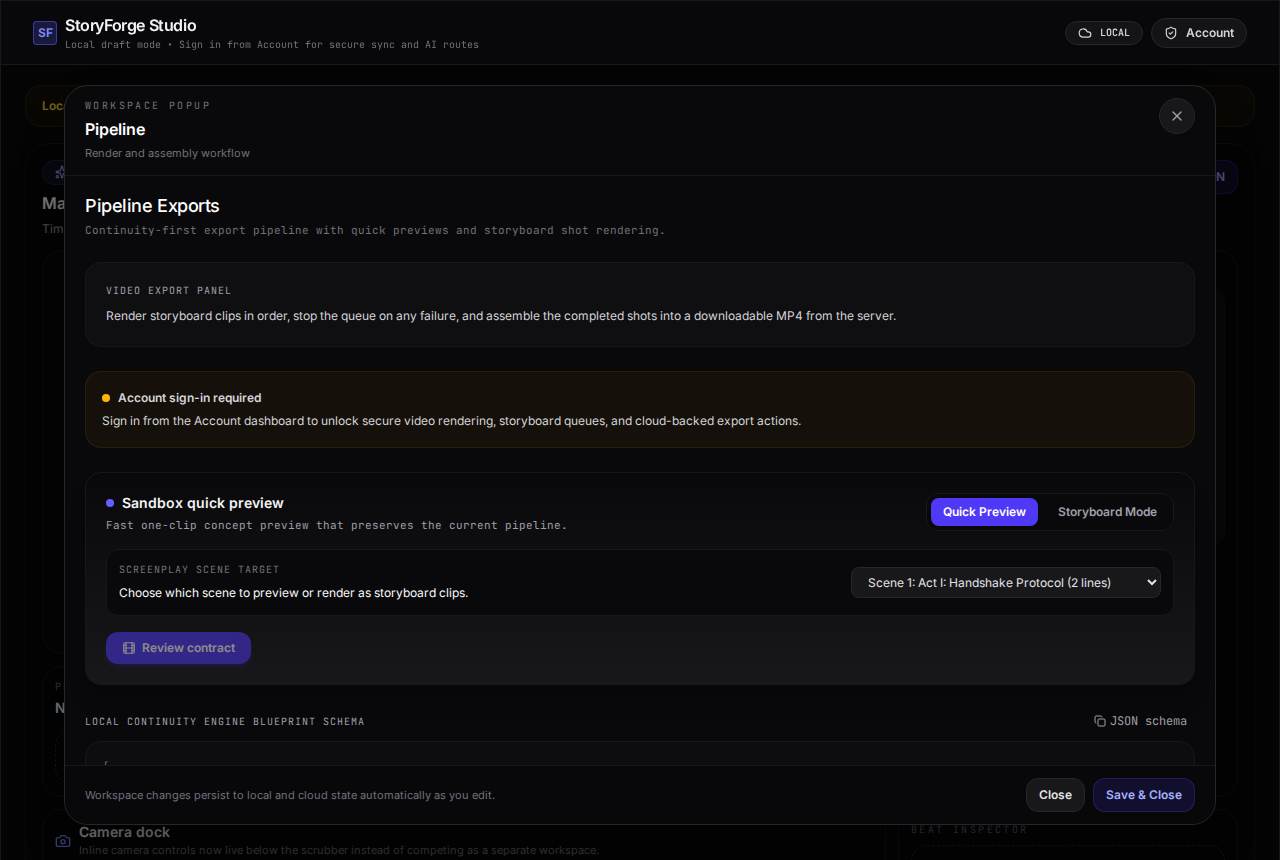 SF
StoryForge Studio
Local draft mode • Sign in from Account for secure sync and AI routes
LOCAL
Account
Loc
WORKSPACE POPUP
Pipeline
Render and assembly workflow
Ma
Tim
N
Pipeline Exports
Continuity-first export pipeline with quick previews and storyboard shot rendering.
VIDEO EXPORT PANEL
Render storyboard clips in order, stop the queue on any failure, and assemble the completed shots into a downloadable MP4 from the server.
Account sign-in required
Sign in from the Account dashboard to unlock secure video rendering, storyboard queues, and cloud-backed export actions.
Sandbox quick preview
Fast one-clip concept preview that preserves the current pipeline.
Quick Preview
Storyboard Mode
SCREENPLAY SCENE TARGET
Choose which scene to preview or render as storyboard clips.
Scene 1: Act I: Handshake Protocol (2 lines)
Review contract
P
N
LOCAL CONTINUITY ENGINE BLUEPRINT SCHEMA
JSON schema
Workspace changes persist to local and cloud state automatically as you edit.
Close
Save & Close
Camera dock
Inline camera controls now live below the scrubber instead of competing as a separate workspace.
BEAT INSPECTOR